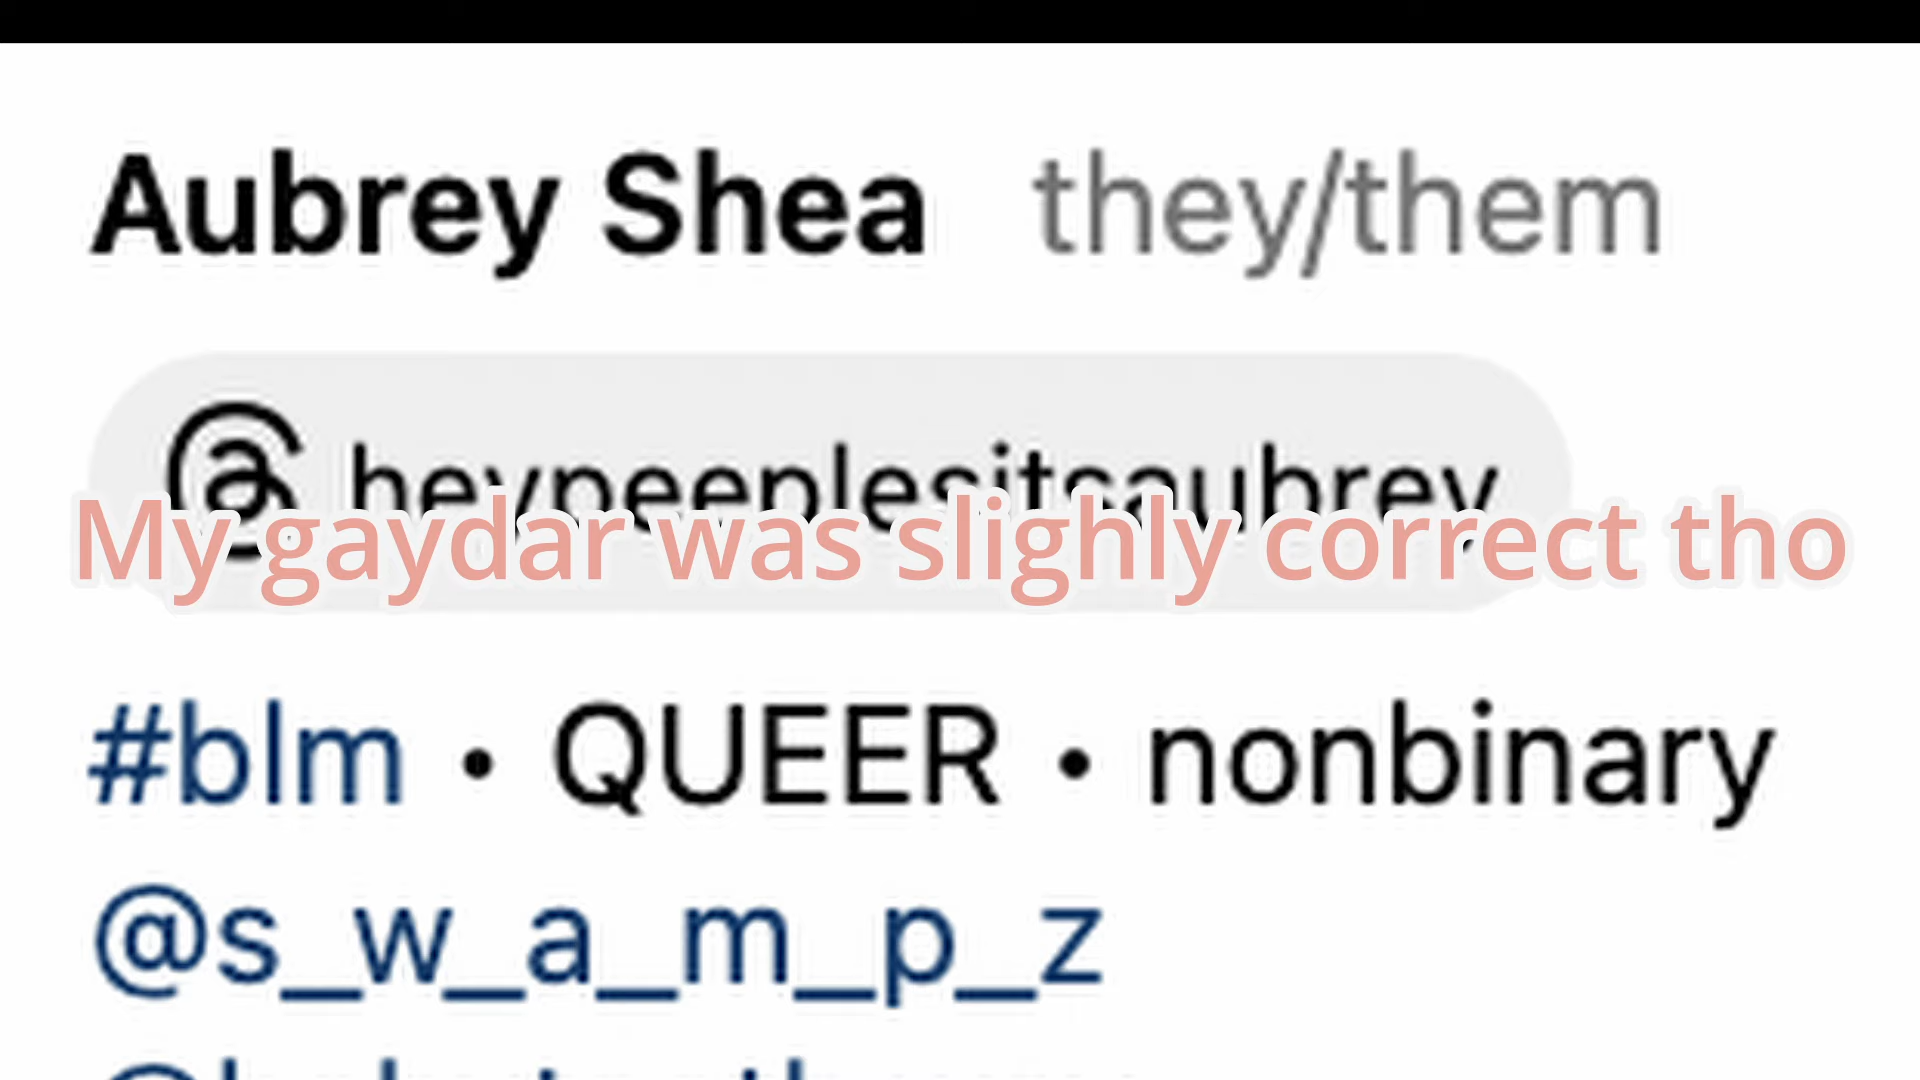 Aubrey Shea they/them
heypeeplesitsaubrey
My gaydar was slighly correct tho
#blm • QUEER • nonbinary
@s_w_a_m_p_z